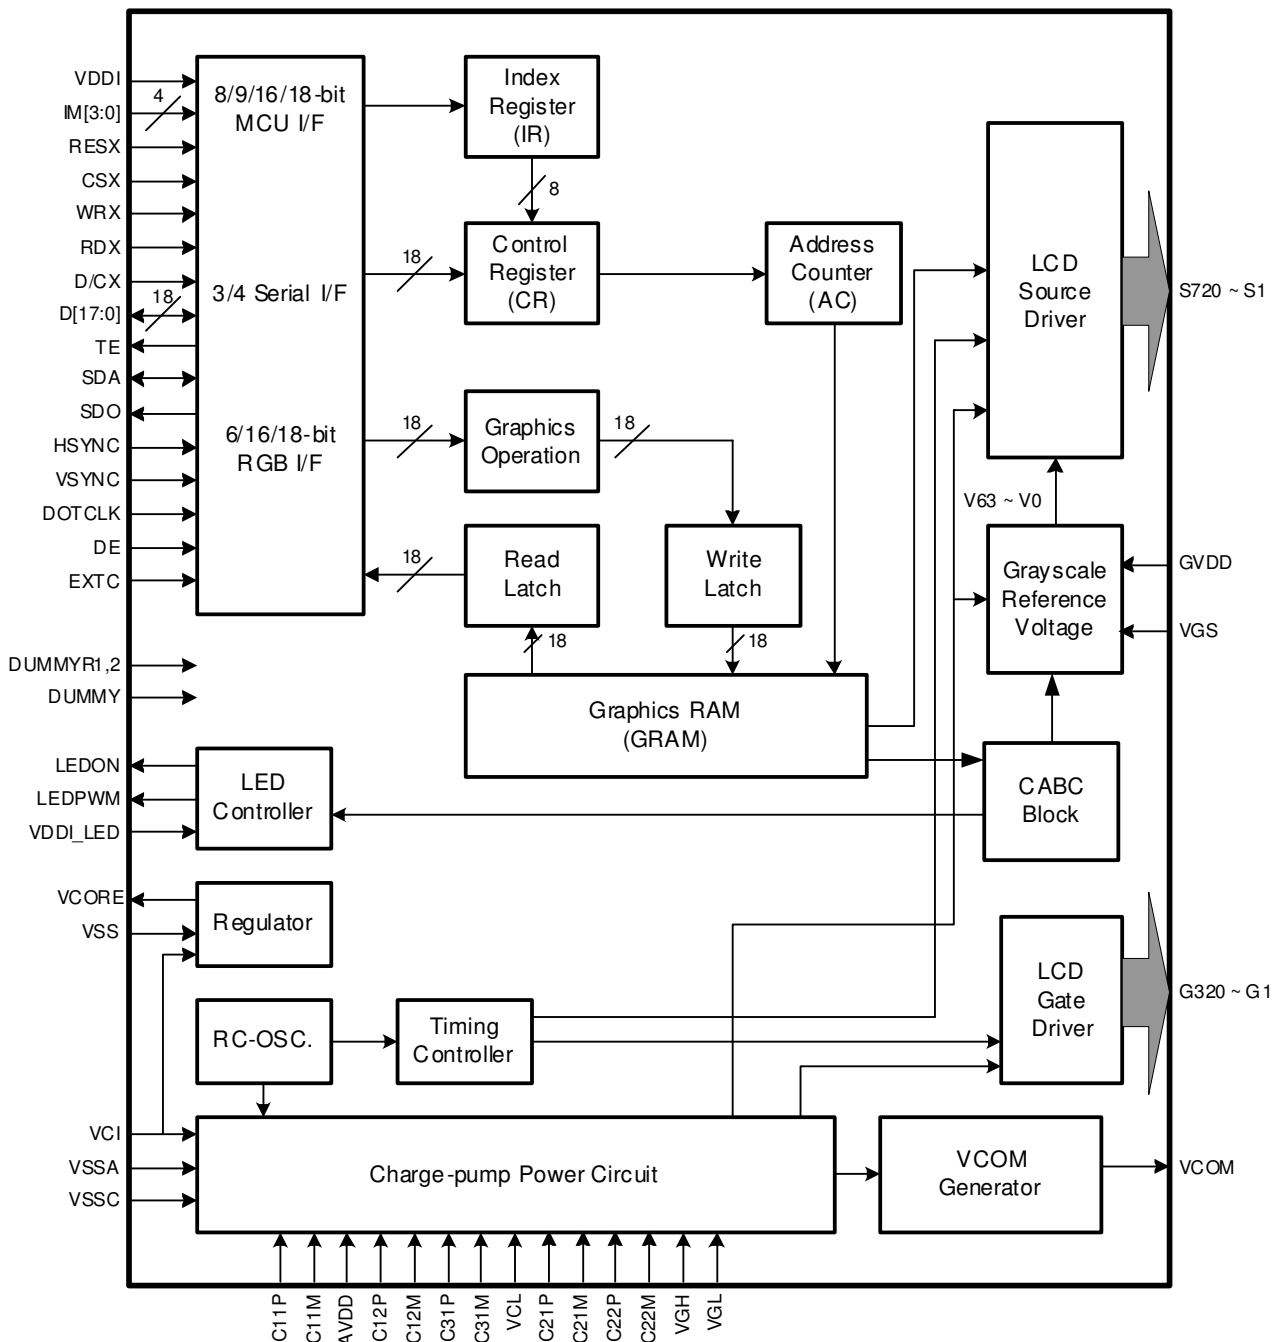 VDDI
IM[3:0]
4
RESX
CSX
WRX
RDX
D/CX
D[17:0]
18
TE
SDA
SDO
HSYNC
VSYNC
DOTCLK
DE
EXTC
DUMMYR1,2
DUMMY
LEDON
LEDPWM
VDDI_LED
VCORE
VSS
VCI
VSSA
VSSC
8/9/16/18-bit
MCU I/F
3/4 Serial I/F
6/16/18-bit
RGB I/F
Index
Register
(IR)
8
18
Control
Register
(CR)
Address
Counter
(AC)
18
Graphics
Operation
18
18
Read
Latch
Write
Latch
18
18
Graphics RAM
(GRAM)
LCD
Source
Driver
S720 ~ S1
V63 ~ V0
Grayscale
Reference
Voltage
GVDD
VGS
CABC
Block
LED
Controller
Regulator
RC-OSC.
Timing
Controller
LCD
Gate
Driver
G320 ~ G1
Charge-pump Power Circuit
VCOM
Generator
VCOM
C11P
C11M
AVDD
C12P
C12M
C31P
C31M
VCL
C21P
C21M
C22P
C22M
VGH
VGL